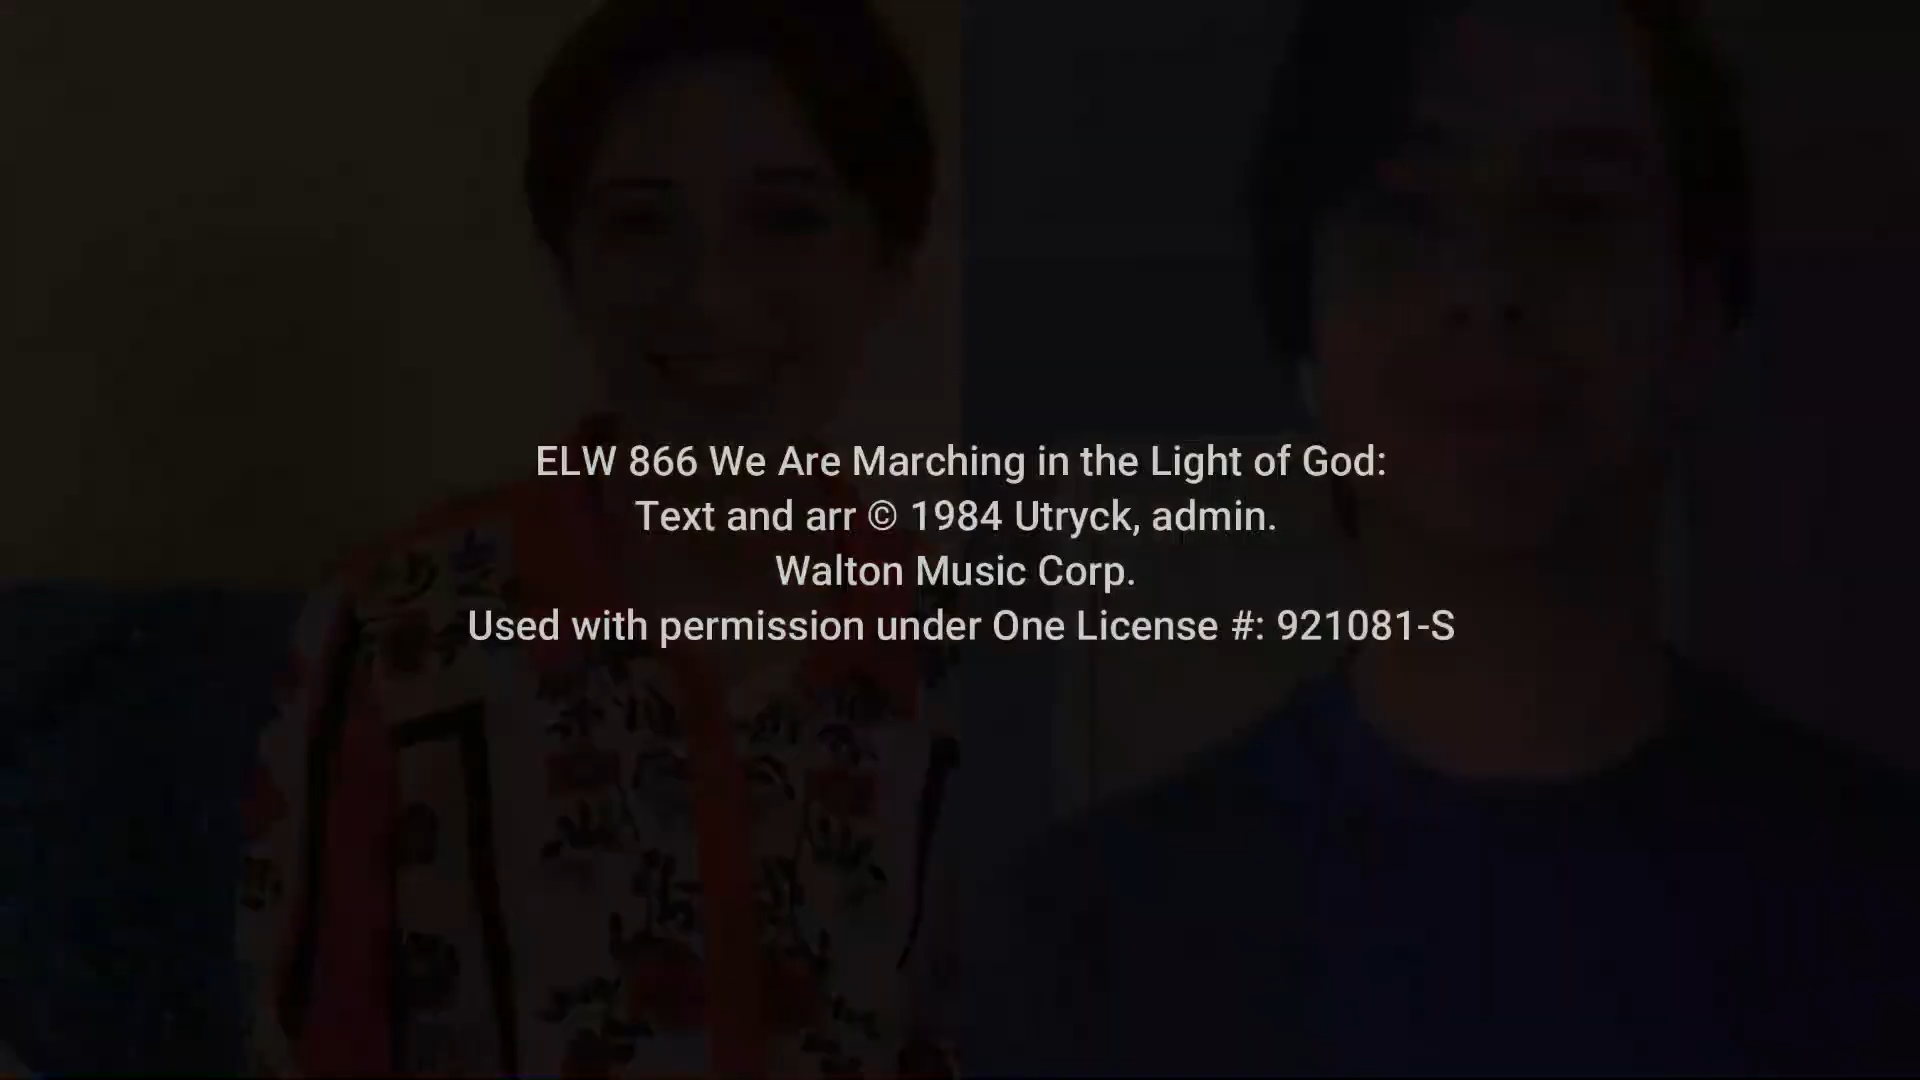 ELW 866 We Are Marching in the Light of God:
Text and arr © 1984 Utryck, admin.
Walton Music Corp.
Used with permission under One License #: 921081-S